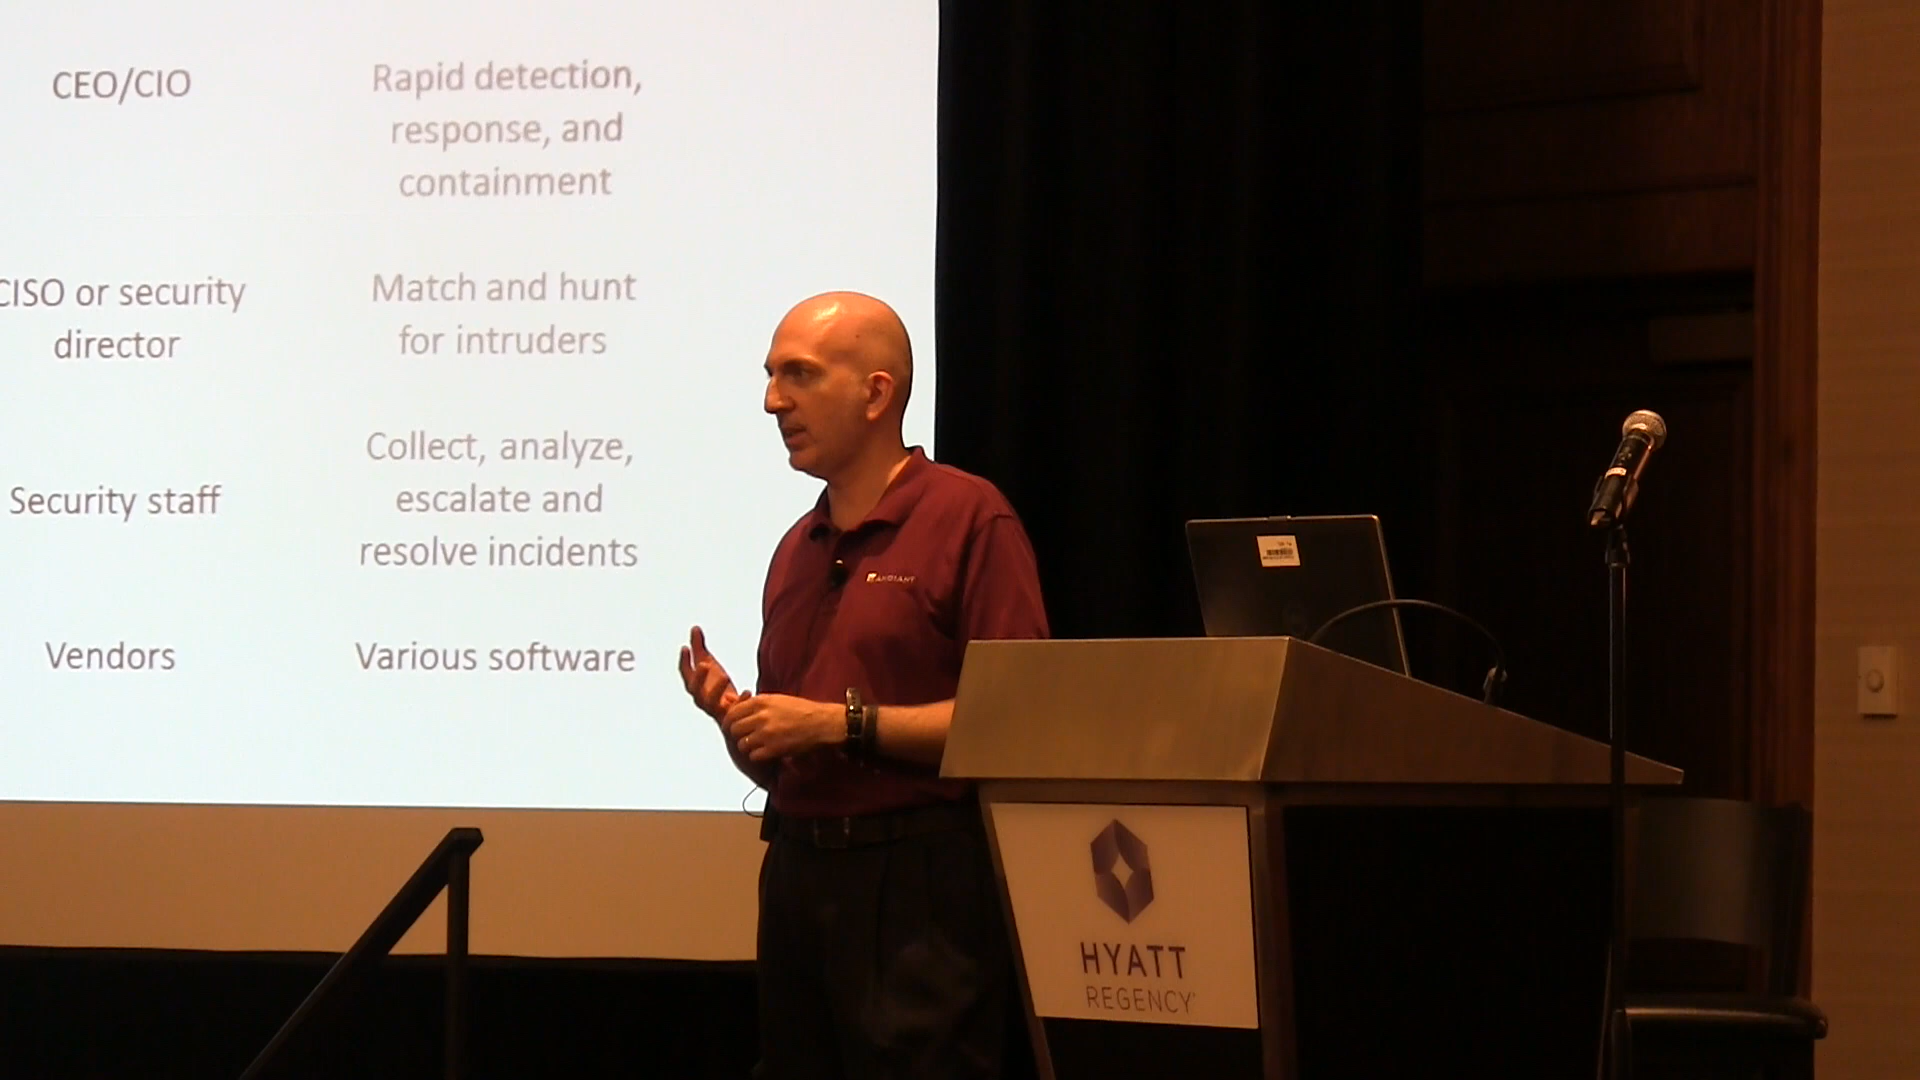 CEO/CIO
Rapid detection,
response, and
containment
CISO or security
director
Match and hunt
for intruders
Security staff
Collect, analyze,
escalate and
resolve incidents
Vendors
Various software
MANDIANT
HYATT
REGENCY